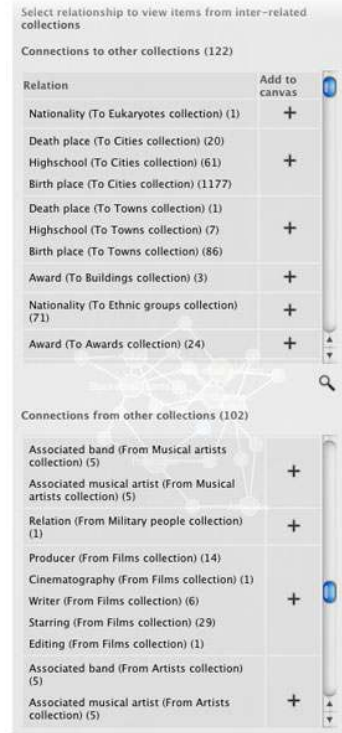 Select relationship to view items from inter-related
collections
Connections to other collections (122)
Relation
Add to
canvas
Nationality (To Eukaryotes collection) (1)
+
Death place (To Cities collection) (20)
Highschool (To Cities collection) (61)
+
Birth place (To Cities collection) (1177)
Death place (To Towns collection) (1)
Highschool (To Towns collection) (7)
+
Birth place (To Towns collection) (86)
Award (To Buildings collection) (3)
+
Nationality (To Ethnic groups collection)
(71)
+
Award (To Awards collection) (24)
+
Connections from other collections (102)
Associated band (From Musical artists
collection) (5)
+
Associated musical artist (From Musical
artists collection) (5)
Relation (From Military people collection)
(1)
+
Producer (From Films collection) (14)
Cinematography (From Films collection) (1)
Writer (From Films collection) (6)
+
Starring (From Films collection) (29)
Editing (From Films collection) (1)
Associated band (From Artists collection)
(5)
+
Associated musical artist (From Artists
collection) (5)